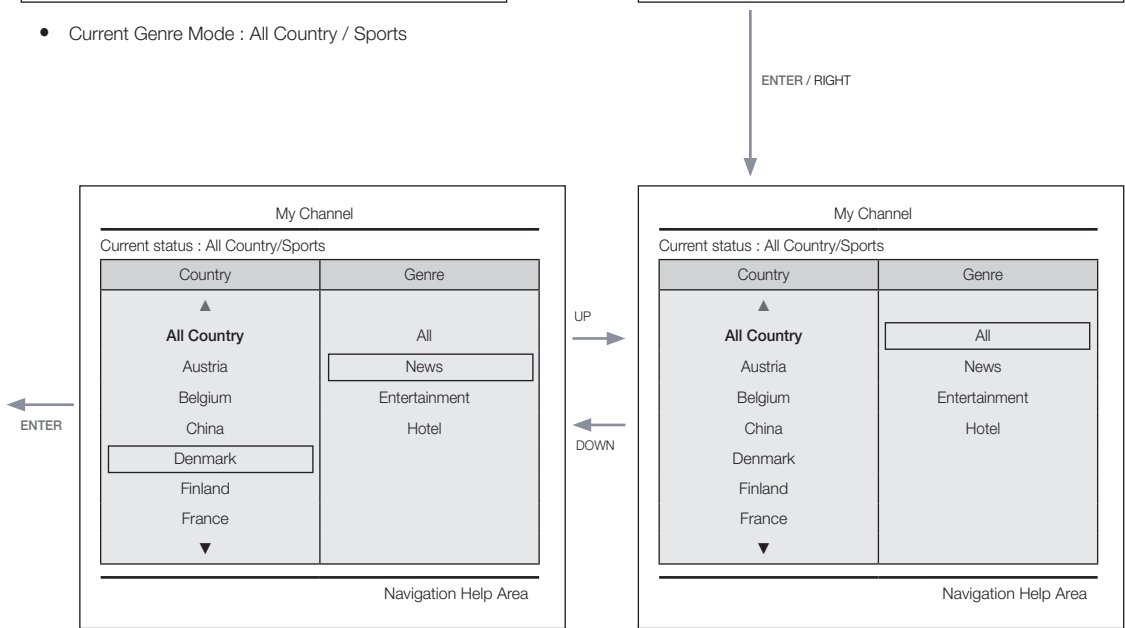 • Current Genre Mode : All Country / Sports
ENTER / RIGHT
My Channel
Current status : All Country/Sports
Country Genre
▲
All Country All
Austria News
Belgium Entertainment
China Hotel
Denmark
Finland
France
▼
Navigation Help Area
ENTER
UP
DOWN
My Channel
Current status : All Country/Sports
Country Genre
▲
All Country All
Austria News
Belgium Entertainment
China Hotel
Denmark
Finland
France
▼
Navigation Help Area